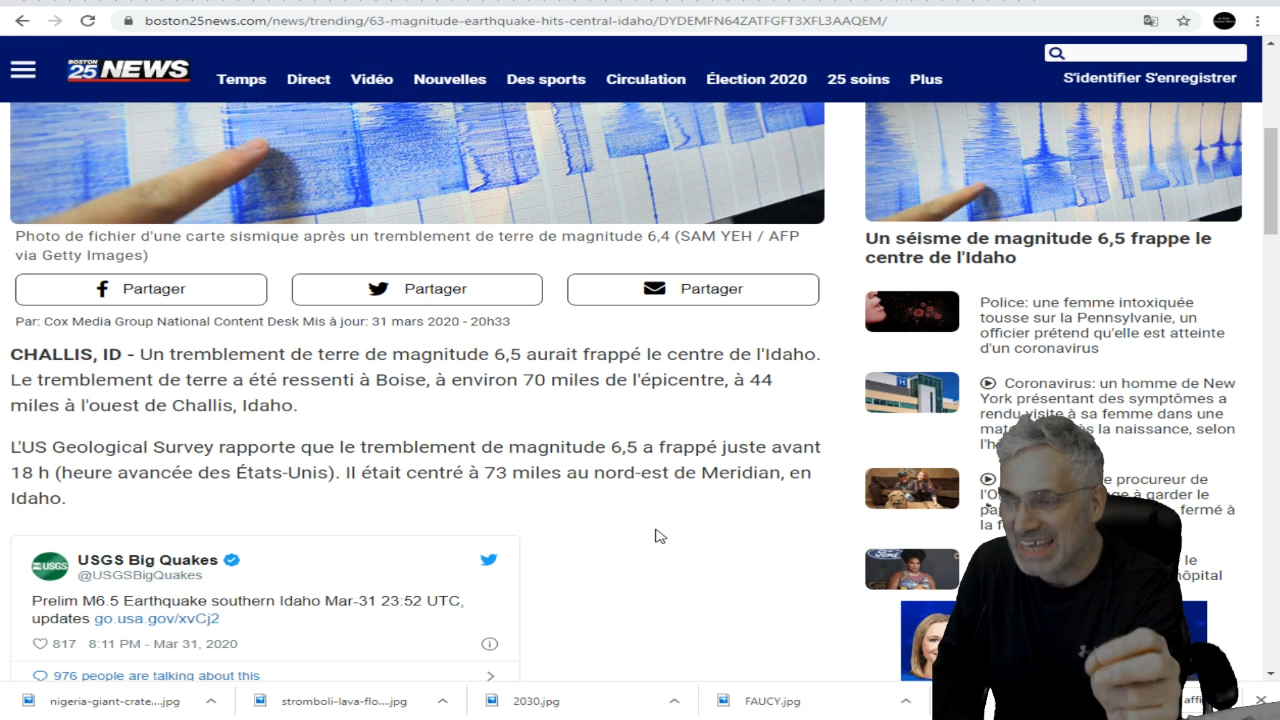 boston25news.com/news/trending/63-magnitude-earthquake-hits-central-idaho/DYDEMFN64ZATFGFT3XFL3AAQEM/
BOSTON 25 NEWS
Temps Direct Vidéo Nouvelles Des sports Circulation Élection 2020 25 soins Plus
S'identifier S'enregistrer
Photo de fichier d'une carte sismique après un tremblement de terre de magnitude 6,4 (SAM YEH / AFP
via Getty Images)
Partager Partager Partager
Par: Cox Media Group National Content Desk Mis à jour: 31 mars 2020 - 20h33
CHALLIS, ID - Un tremblement de terre de magnitude 6,5 aurait frappé le centre de l'Idaho.
Le tremblement de terre a été ressenti à Boise, à environ 70 miles de l'épicentre, à 44
miles à l'ouest de Challis, Idaho.
L'US Geological Survey rapporte que le tremblement de magnitude 6,5 a frappé juste avant
18 h (heure avancée des États-Unis). Il était centré à 73 miles au nord-est de Meridian, en
Idaho.
USGS
USGS Big Quakes
@USGSBigQuakes
Prelim M6.5 Earthquake southern Idaho Mar-31 23:52 UTC,
updates go.usa.gov/xvCj2
817 8:11 PM - Mar 31, 2020
976 people are talking about this
Un séisme de magnitude 6,5 frappe le
centre de l'Idaho
Police: une femme intoxiquée
tousse sur la Pennsylvanie, un
officier prétend qu'elle est atteinte
d'un coronavirus
Coronavirus: un homme de New
York présentant des symptômes a
rendu visite à sa femme dans une
la naissance, selon
procureur de
à garder le
fermé à
la
le
hôpital
Ford
nigeria-giant-crate....jpg stromboli-lava-flo....jpg 2030.jpg FAUCY.jpg